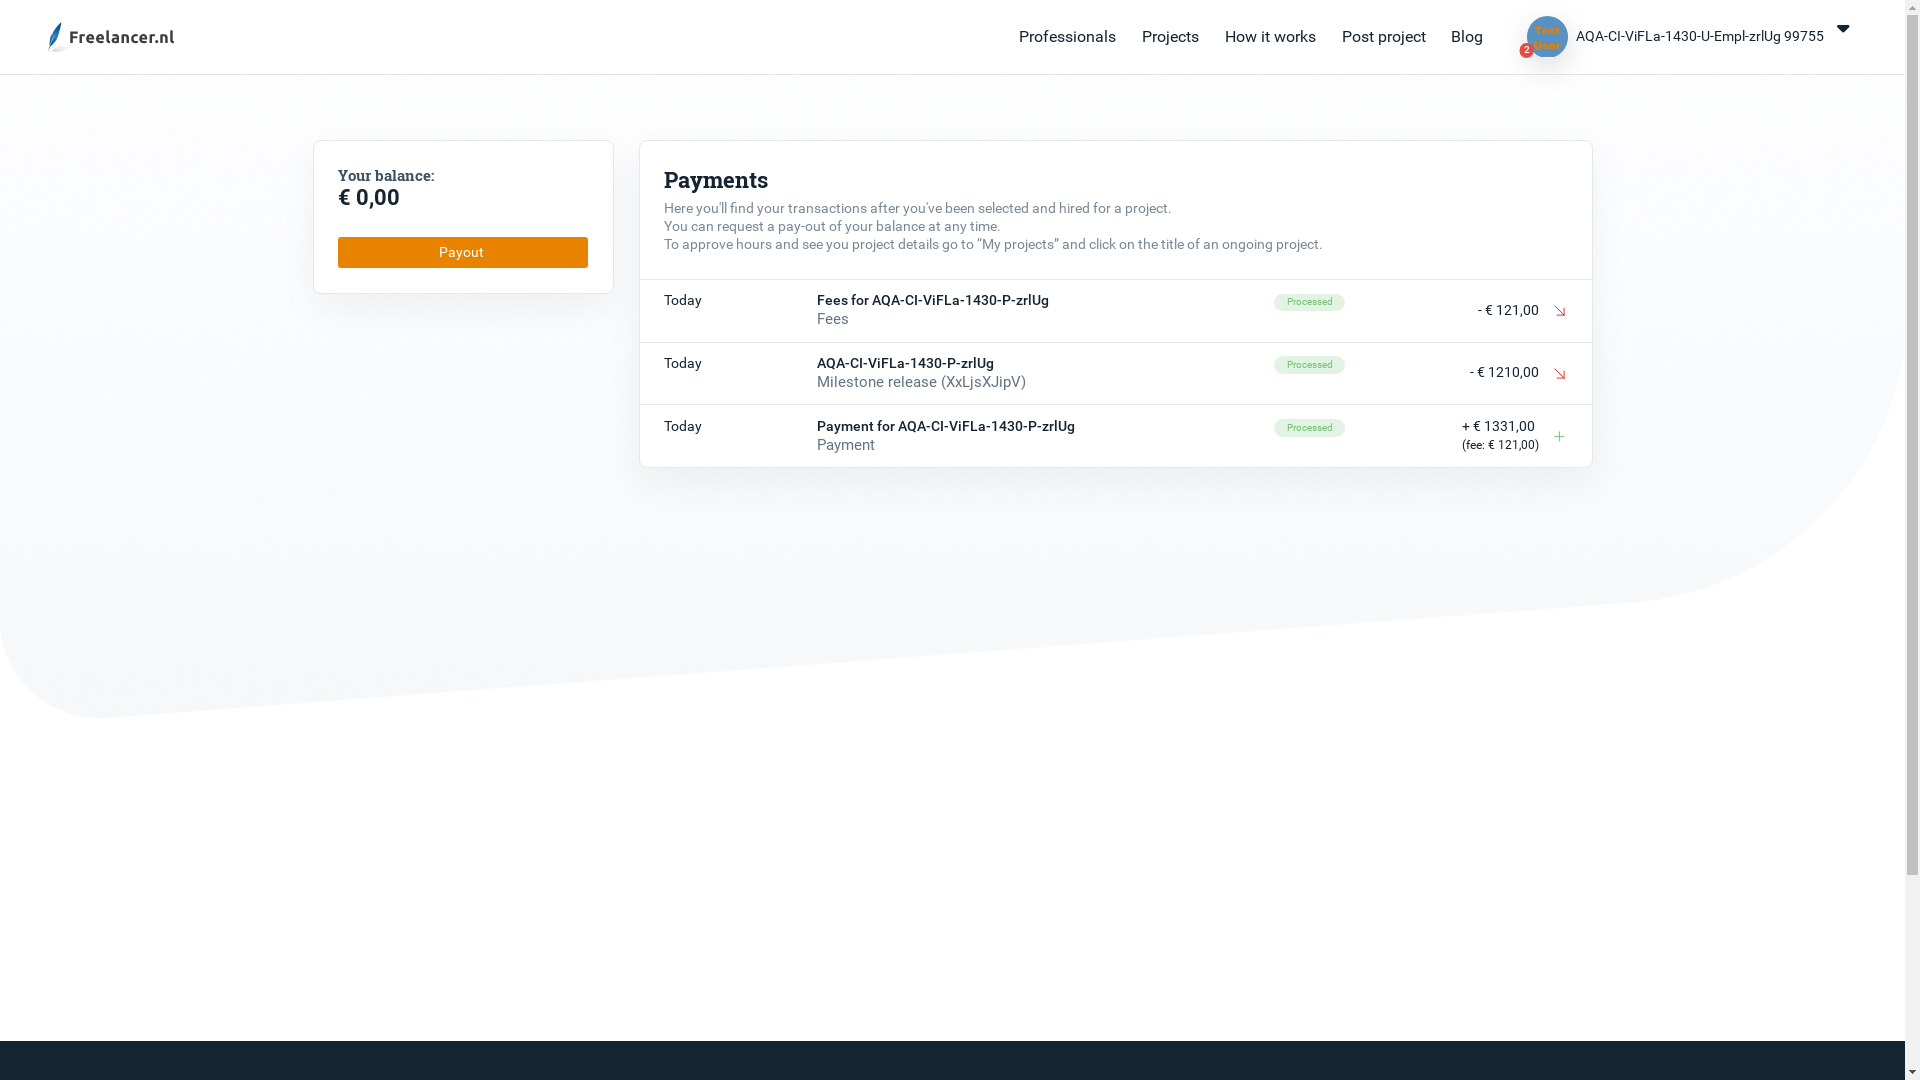 Freelancer.nl
Professionals
Projects
How it works
Post project
Blog
Test
User
2
AQA-CI-ViFLa-1430-U-Empl-zrlUg 99755
Your balance:
€ 0,00
Payout
Payments
Here you'll find your transactions after you've been selected and hired for a project.
You can request a pay-out of your balance at any time.
To approve hours and see you project details go to “My projects” and click on the title of an ongoing project.
Today
Fees for AQA-CI-ViFLa-1430-P-zrlUg
Fees
Processed
- € 121,00
Today
AQA-CI-ViFLa-1430-P-zrlUg
Milestone release (XxLjsXJipV)
Processed
- € 1210,00
Today
Payment for AQA-CI-ViFLa-1430-P-zrlUg
Payment
Processed
+ € 1331,00
(fee: € 121,00)